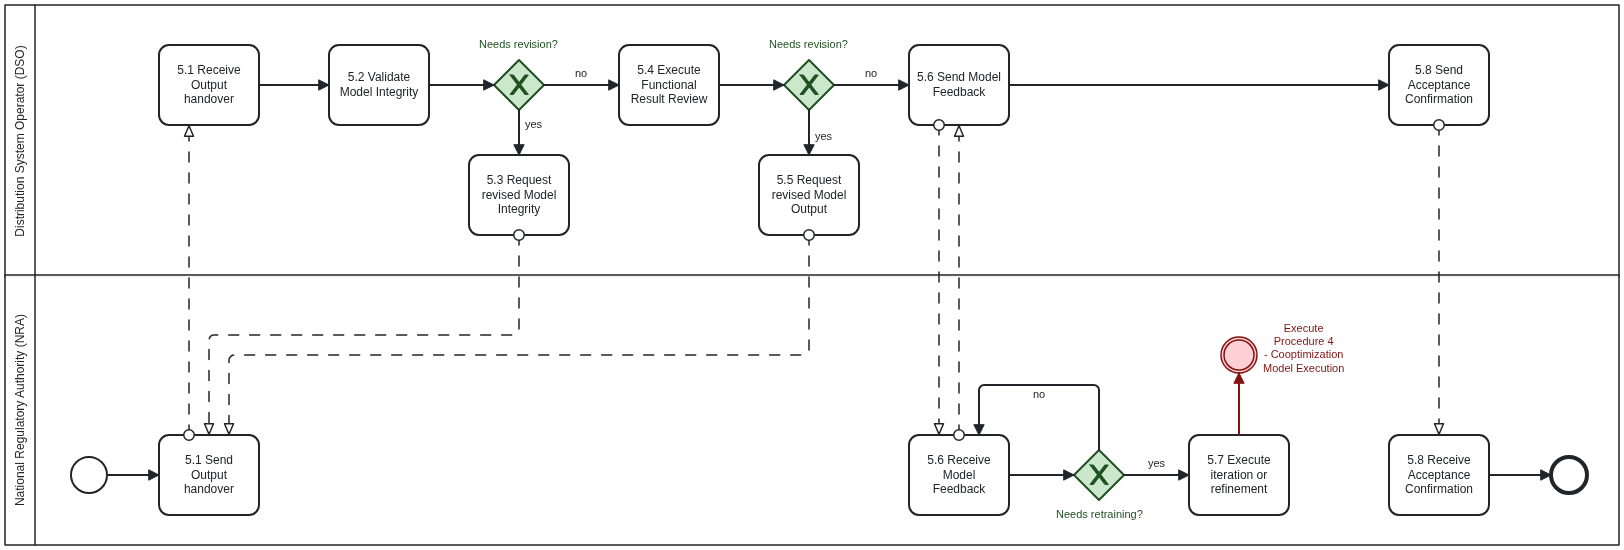 Distribution System Operator (DSO)
5.1 Receive
Output
handover
5.2 Validate
Model Integrity
Needs revision?
no
yes
5.3 Request
revised Model
Integrity
5.4 Execute
Functional
Result Review
Needs revision?
no
yes
5.5 Request
revised Model
Output
5.6 Send Model
Feedback
5.8 Send
Acceptance
Confirmation
National Regulatory Authority (NRA)
5.1 Send
Output
handover
5.6 Receive
Model
Feedback
no
Needs retraining?
yes
5.7 Execute
iteration or
refinement
Execute
Procedure 4
- Cooptimization
Model Execution
5.8 Receive
Acceptance
Confirmation